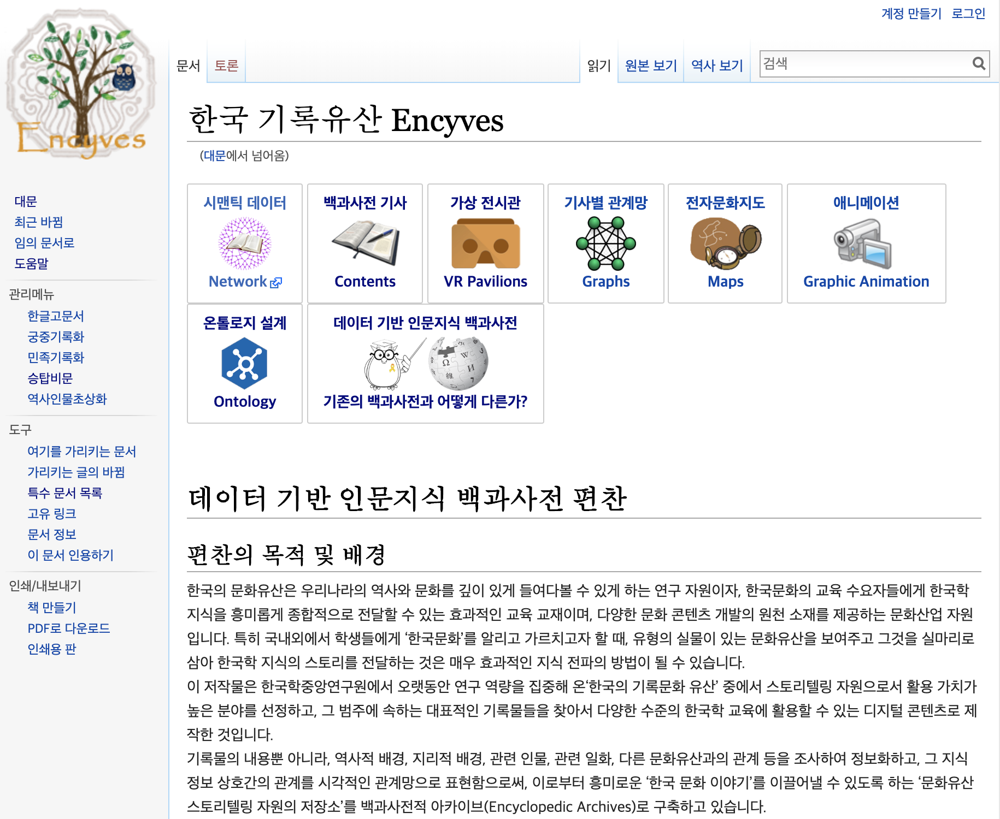 계정 만들기 로그인
Encyves
문서 토론 읽기 원본 보기 역사 보기 검색
한국 기록유산 Encyves
(대문에서 넘어옴)
대문
최근 바뀜
임의 문서로
도움말
관리메뉴
한글고문서
궁중기록화
민족기록화
승탑비문
역사인물초상화
도구
여기를 가리키는 문서
가리키는 글의 바뀜
특수 문서 목록
고유 링크
문서 정보
이 문서 인용하기
인쇄/내보내기
책 만들기
PDF로 다운로드
인쇄용 판
시맨틱 데이터
Network
백과사전 기사
Contents
가상 전시관
VR Pavilions
기사별 관계망
Graphs
전자문화지도
Maps
애니메이션
Graphic Animation
온톨로지 설계
Ontology
데이터 기반 인문지식 백과사전
Ω W И 維
기존의 백과사전과 어떻게 다른가?
데이터 기반 인문지식 백과사전 편찬
편찬의 목적 및 배경
한국의 문화유산은 우리나라의 역사와 문화를 깊이 있게 들여다볼 수 있게 하는 연구 자원이자, 한국문화의 교육 수요자들에게 한국학
지식을 흥미롭게 종합적으로 전달할 수 있는 효과적인 교육 교재이며, 다양한 문화 콘텐츠 개발의 원천 소재를 제공하는 문화산업 자원
입니다. 특히 국내외에서 학생들에게 ‘한국문화’를 알리고 가르치고자 할 때, 유형의 실물이 있는 문화유산을 보여주고 그것을 실마리로
삼아 한국학 지식의 스토리를 전달하는 것은 매우 효과적인 지식 전파의 방법이 될 수 있습니다.
이 저작물은 한국학중앙연구원에서 오랫동안 연구 역량을 집중해 온‘한국의 기록문화 유산’ 중에서 스토리텔링 자원으로서 활용 가치가
높은 분야를 선정하고, 그 범주에 속하는 대표적인 기록물들을 찾아서 다양한 수준의 한국학 교육에 활용할 수 있는 디지털 콘텐츠로 제
작한 것입니다.
기록물의 내용뿐 아니라, 역사적 배경, 지리적 배경, 관련 인물, 관련 일화, 다른 문화유산과의 관계 등을 조사하여 정보화하고, 그 지식
정보 상호간의 관계를 시각적인 관계망으로 표현함으로써, 이로부터 흥미로운 ‘한국 문화 이야기’를 이끌어낼 수 있도록 하는 ‘문화유산
스토리텔링 자원의 저장소’를 백과사전적 아카이브(Encyclopedic Archives)로 구축하고 있습니다.